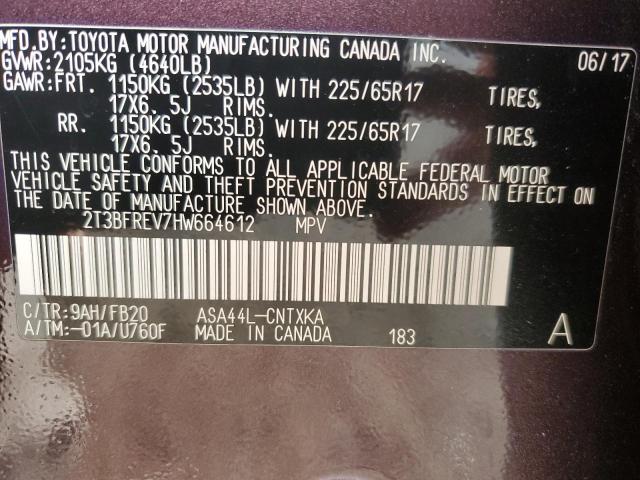 MFD.BY:TOYOTA MOTOR MANUFACTURING CANADA INC. 06/17
GVWR:2105KG (4640LB)
GAWR:FRT. 1150KG (2535LB) WITH 225/65R17 TIRES,
17X6. 5J RIMS.
RR. 1150KG (2535LB) WITH 225/65R17 TIRES,
17X6. 5J RIMS.
THIS VEHICLE CONFORMS TO ALL APPLICABLE FEDERAL MOTOR
VEHICLE SAFETY AND THEFT PREVENTION STANDARDS IN EFFECT ON
THE DATE OF MANUFACTURE SHOWN ABOVE.
2T3BFREV7HW664612 MPV
C/TR:9AH/FB20 ASA44L-CNTXKA
A/TM:-01A/U760F MADE IN CANADA 183 A